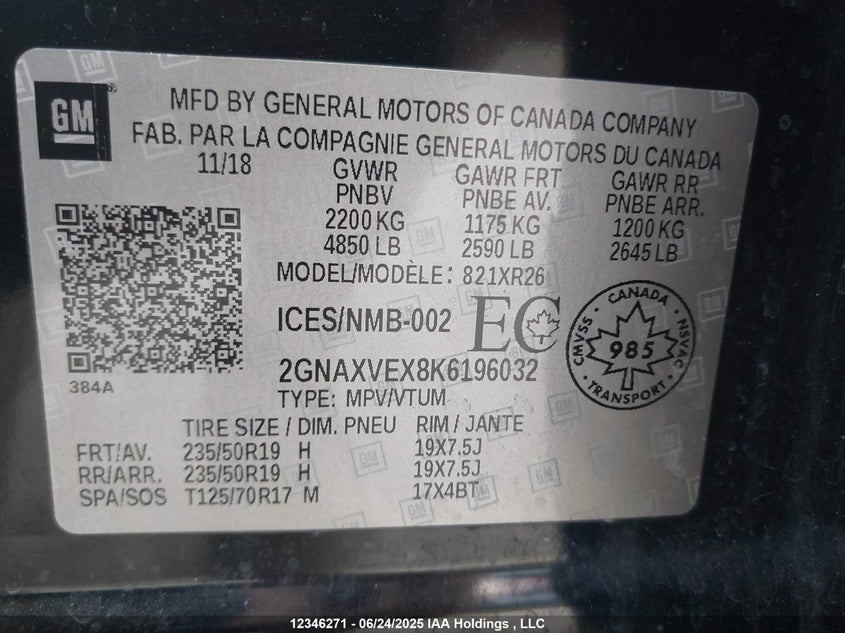 GM
MFD BY GENERAL MOTORS OF CANADA COMPANY
FAB. PAR LA COMPAGNIE GENERAL MOTORS DU CANADA
11/18 GVWR GAWR FRT GAWR RR
PNBV PNBE AV. PNBE ARR.
2200 KG 1175 KG 1200 KG
4850 LB 2590 LB 2645 LB
MODEL/MODÈLE: 821XR26
ICES/NMB-002 EC
CANADA
CMVSS 985 NSVAC
TRANSPORT
2GNAXVEX8K6196032
384A
TYPE: MPV/VTUM
TIRE SIZE / DIM. PNEU RIM / JANTE
FRT/AV. 235/50R19 H 19X7.5J
RR/ARR. 235/50R19 H 19X7.5J
SPA/SOS T125/70R17 M 17X4BT
12346271 - 06/24/2025 IAA Holdings , LLC